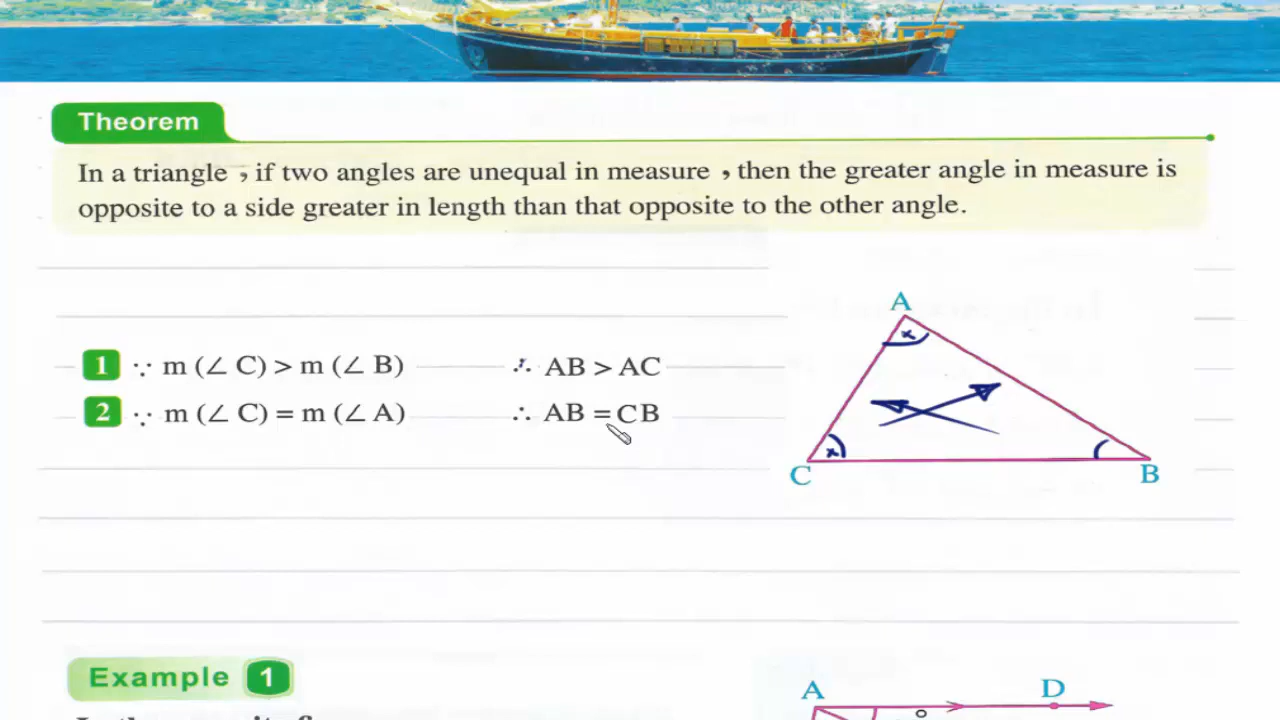 Theorem
In a triangle , if two angles are unequal in measure , then the greater angle in measure is
opposite to a side greater in length than that opposite to the other angle.
1 ∵ m (∠ C) > m (∠ B) ∴ AB > AC
2 ∵ m (∠ C) = m (∠ A) ∴ AB = CB
A
x
x
C
B
Example 1
A D